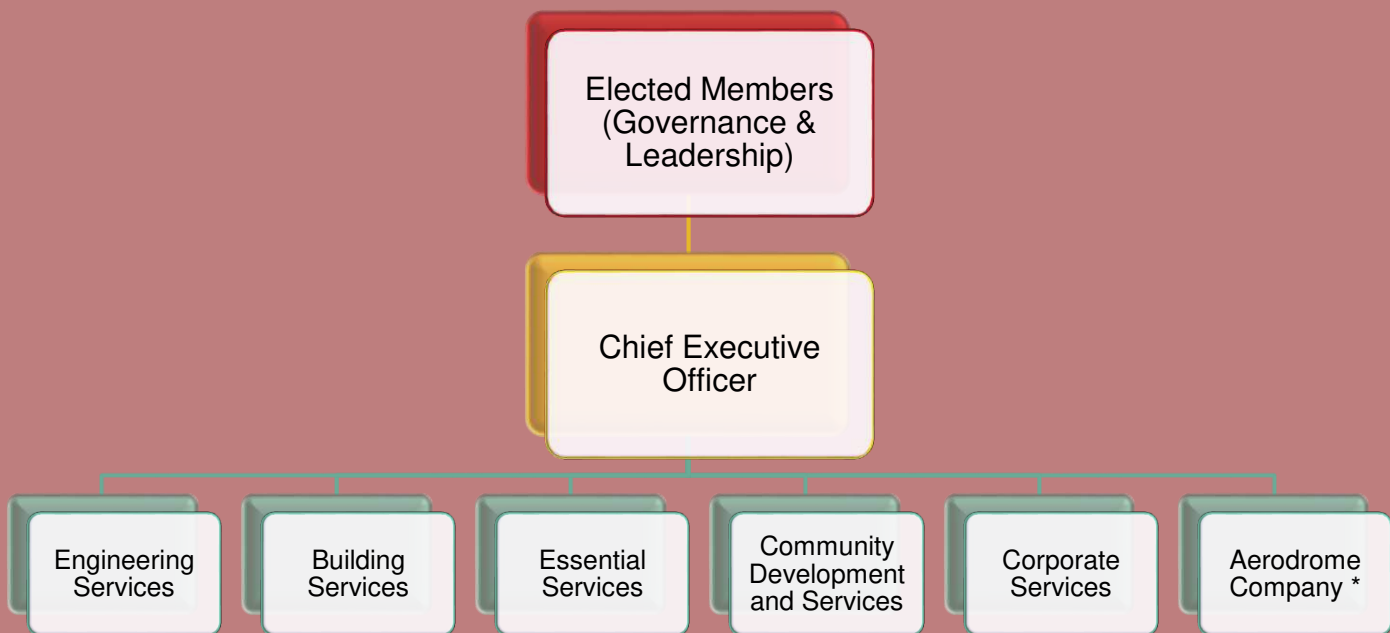 Elected Members
(Governance &
Leadership)
Chief Executive
Officer
Engineering
Services
Building
Services
Essential
Services
Community
Development
and Services
Corporate
Services
Aerodrome
Company *